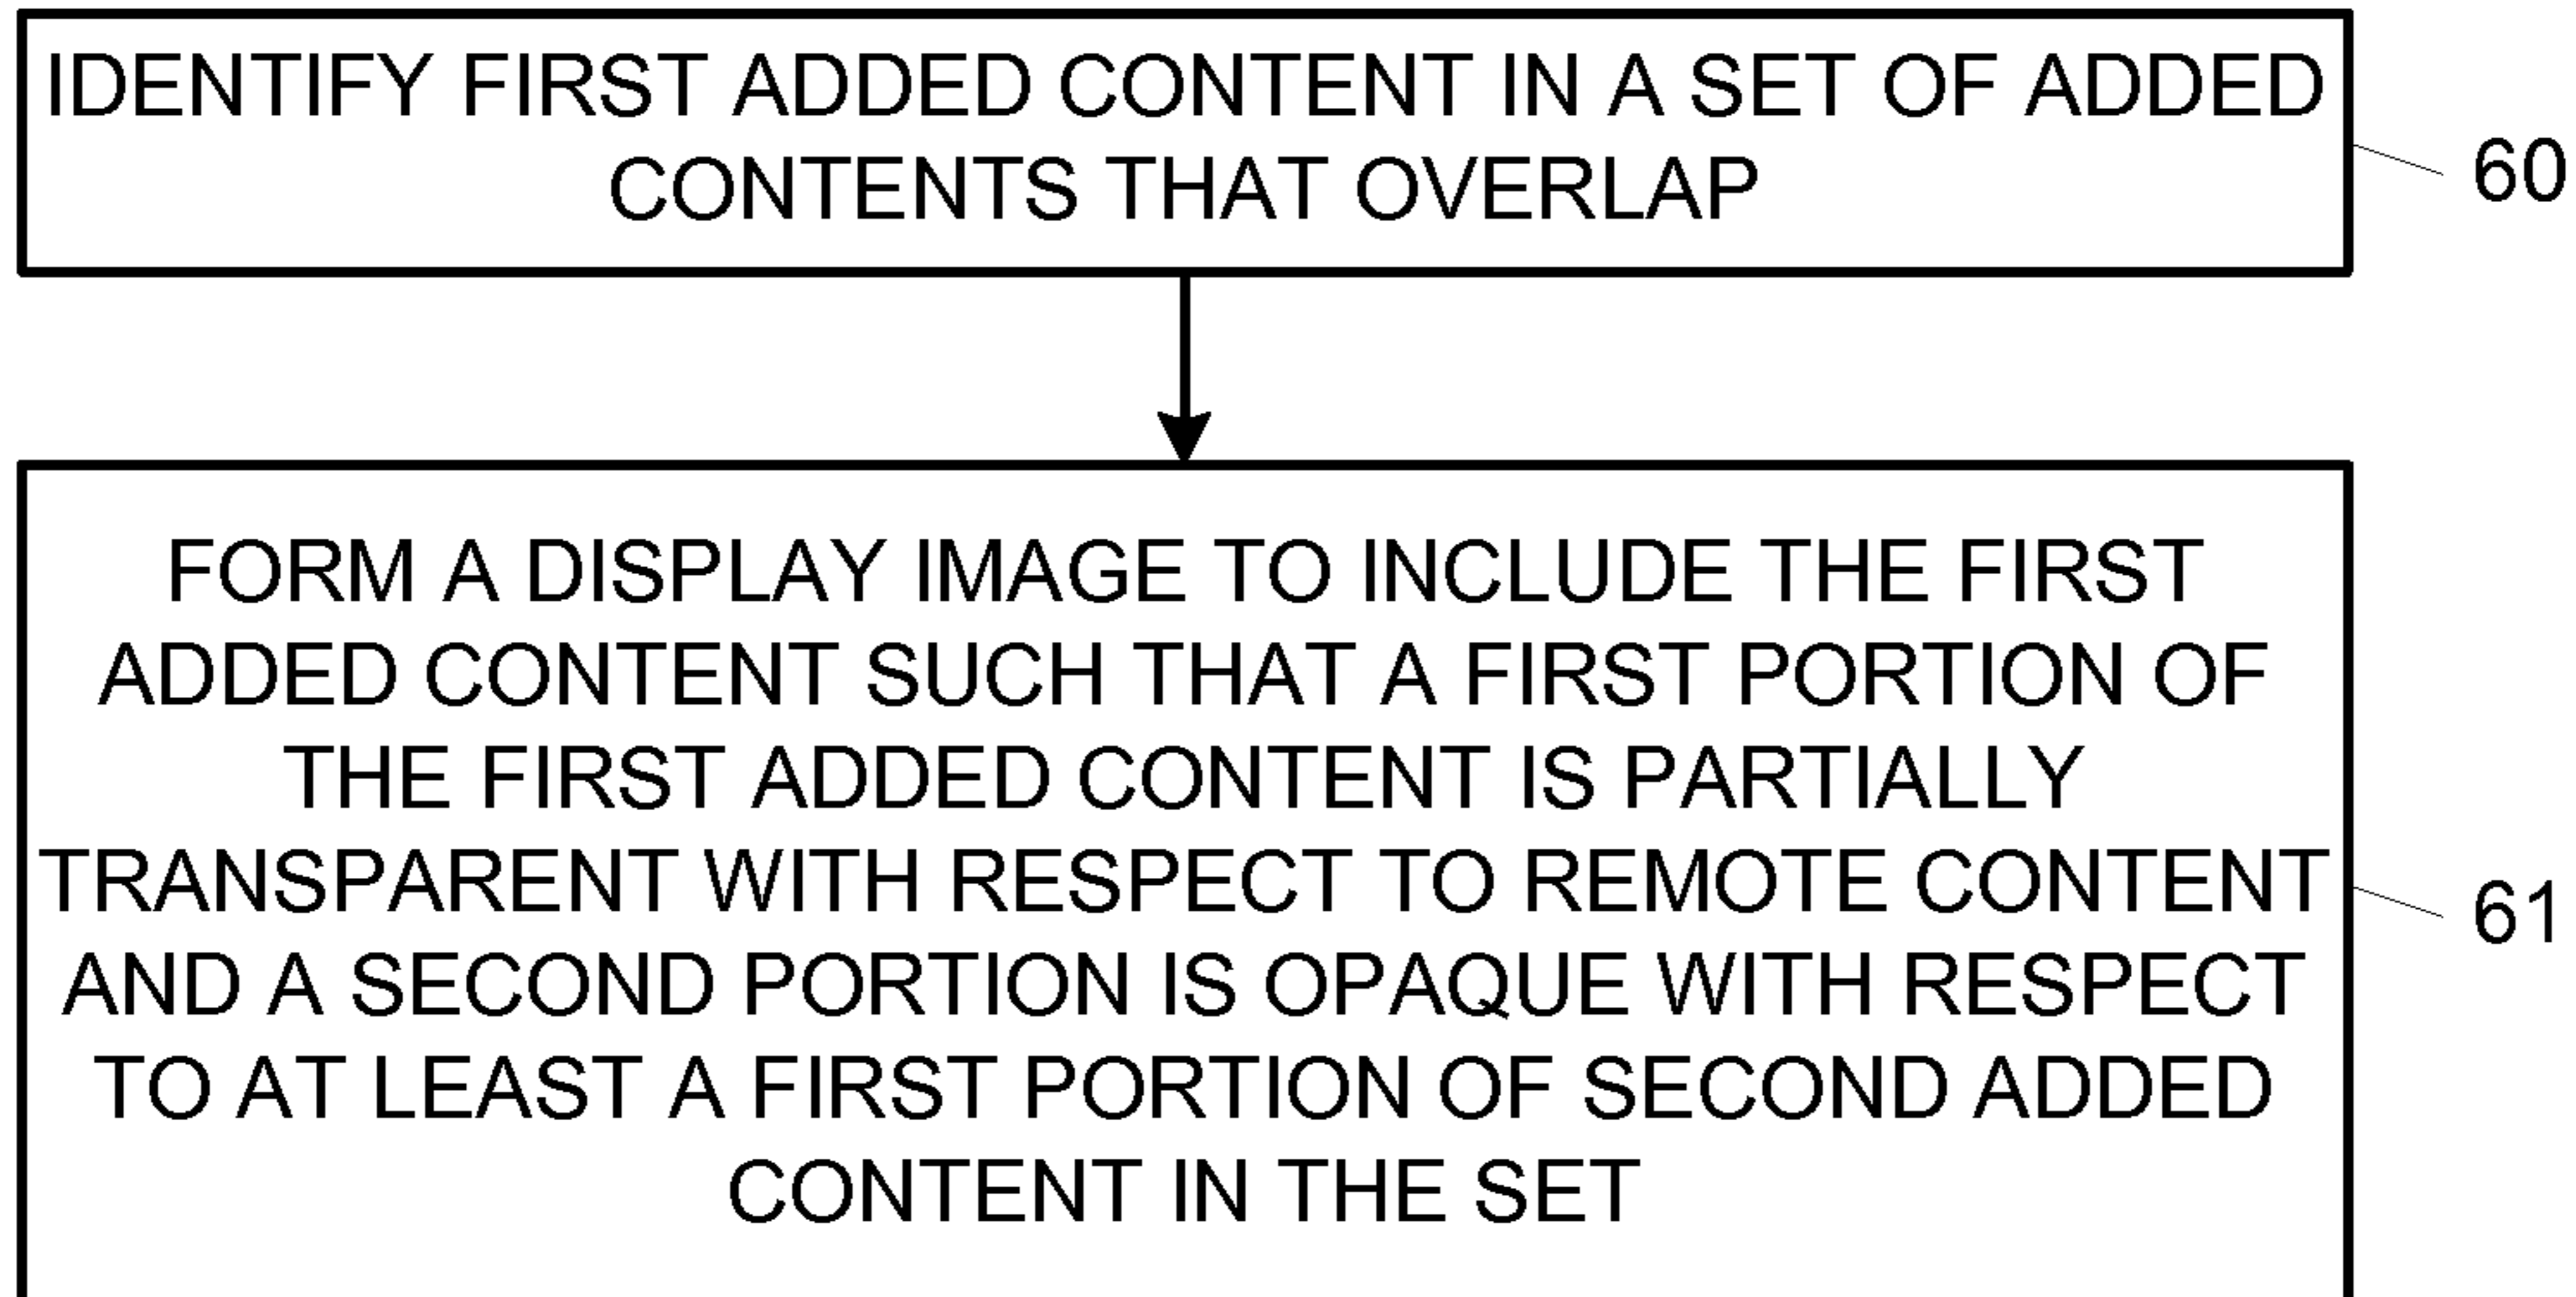 IDENTIFY FIRST ADDED CONTENT IN A SET OF ADDED
CONTENTS THAT OVERLAP
60
FORM A DISPLAY IMAGE TO INCLUDE THE FIRST
ADDED CONTENT SUCH THAT A FIRST PORTION OF
THE FIRST ADDED CONTENT IS PARTIALLY
TRANSPARENT WITH RESPECT TO REMOTE CONTENT
AND A SECOND PORTION IS OPAQUE WITH RESPECT
TO AT LEAST A FIRST PORTION OF SECOND ADDED
CONTENT IN THE SET
61